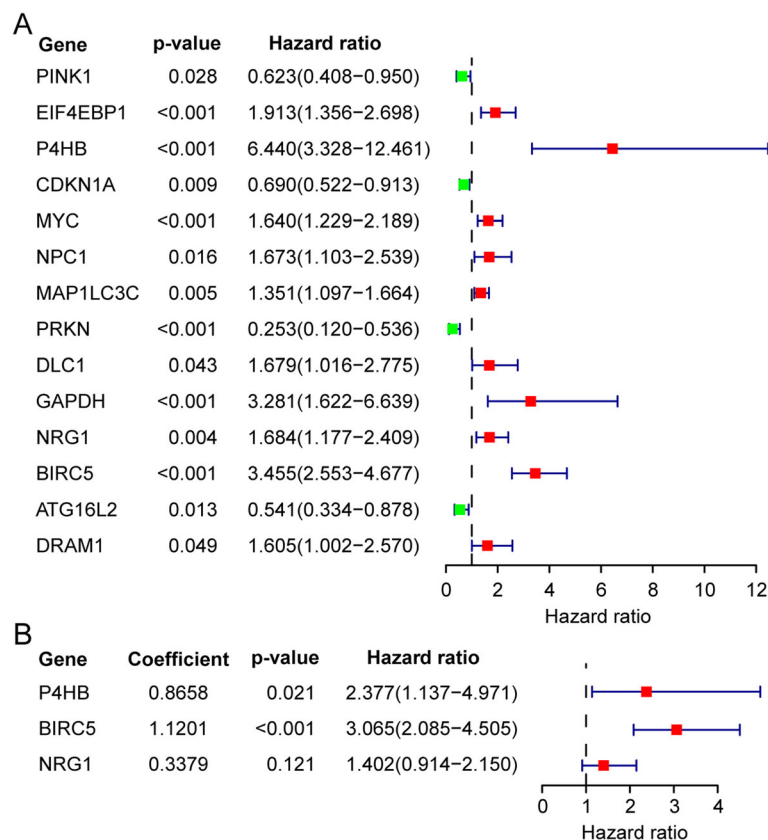 A
Gene p-value Hazard ratio
PINK1 0.028 0.623(0.408−0.950)
EIF4EBP1 <0.001 1.913(1.356−2.698)
P4HB <0.001 6.440(3.328−12.461)
CDKN1A 0.009 0.690(0.522−0.913)
MYC <0.001 1.640(1.229−2.189)
NPC1 0.016 1.673(1.103−2.539)
MAP1LC3C 0.005 1.351(1.097−1.664)
PRKN <0.001 0.253(0.120−0.536)
DLC1 0.043 1.679(1.016−2.775)
GAPDH <0.001 3.281(1.622−6.639)
NRG1 0.004 1.684(1.177−2.409)
BIRC5 <0.001 3.455(2.553−4.677)
ATG16L2 0.013 0.541(0.334−0.878)
DRAM1 0.049 1.605(1.002−2.570)
0 2 4 6 8 10 12
Hazard ratio
B
Gene Coefficient p-value Hazard ratio
P4HB 0.8658 0.021 2.377(1.137−4.971)
BIRC5 1.1201 <0.001 3.065(2.085−4.505)
NRG1 0.3379 0.121 1.402(0.914−2.150)
0 1 2 3 4
Hazard ratio